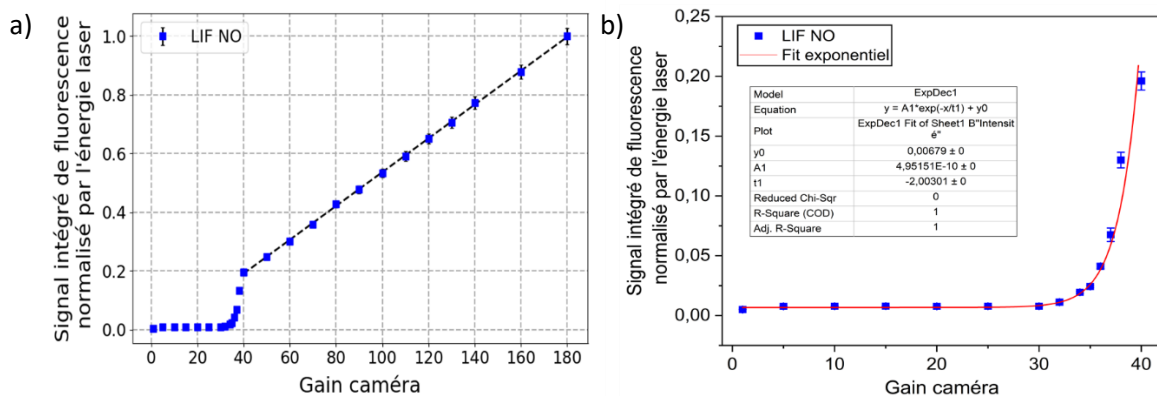 a)
Signal intégré de fluorescence
normalisé par l'énergie laser
LIF NO
1.0
0.8
0.6
0.4
0.2
0.0
0 20 40 60 80 100 120 140 160 180
Gain caméra
b)
Signal intégré de fluorescence
normalisé par l'énergie laser
0,25
0,20
0,15
0,10
0,05
0,00
LIF NO
Fit exponentiel
Model ExpDec1
Equation y = A1*exp(-x/t1) + y0
Plot ExpDec1 Fit of Sheet1 B"Intensit
é"
y0 0,00679 ± 0
A1 4,95151E-10 ± 0
t1 -2,00301 ± 0
Reduced Chi-Sqr 0
R-Square (COD) 1
Adj. R-Square 1
0 10 20 30 40
Gain caméra